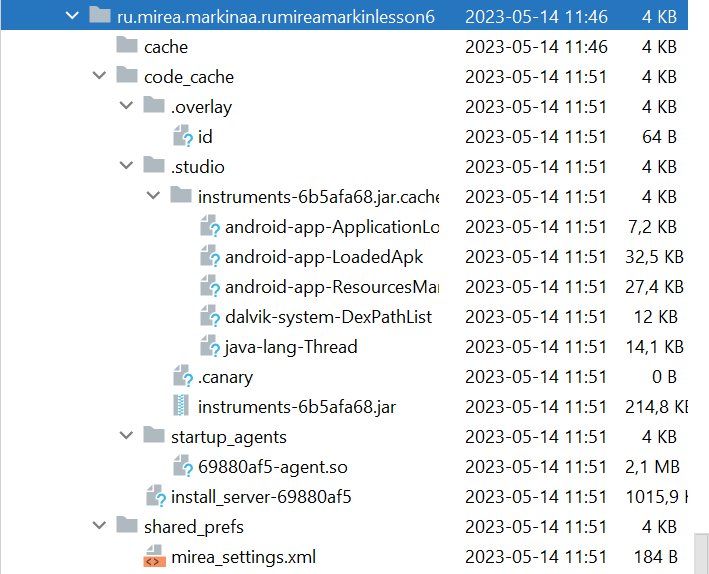 ru.mirea.markinaa.rumireamarkinlesson6 2023-05-14 11:46 4 KB
cache 2023-05-14 11:46 4 KB
code_cache 2023-05-14 11:51 4 KB
.overlay 2023-05-14 11:51 4 KB
id 2023-05-14 11:51 64 B
.studio 2023-05-14 11:51 4 KB
instruments-6b5afa68.jar.cache 2023-05-14 11:51 4 KB
android-app-ApplicationLo 2023-05-14 11:51 7,2 KB
android-app-LoadedApk 2023-05-14 11:51 32,5 KB
android-app-ResourcesMan 2023-05-14 11:51 27,4 KB
dalvik-system-DexPathList 2023-05-14 11:51 12 KB
java-lang-Thread 2023-05-14 11:51 14,1 KB
.canary 2023-05-14 11:51 0 B
instruments-6b5afa68.jar 2023-05-14 11:51 214,8 KB
startup_agents 2023-05-14 11:51 4 KB
69880af5-agent.so 2023-05-14 11:51 2,1 MB
install_server-69880af5 2023-05-14 11:51 1015,9 K
shared_prefs 2023-05-14 11:51 4 KB
mirea_settings.xml 2023-05-14 11:51 184 B